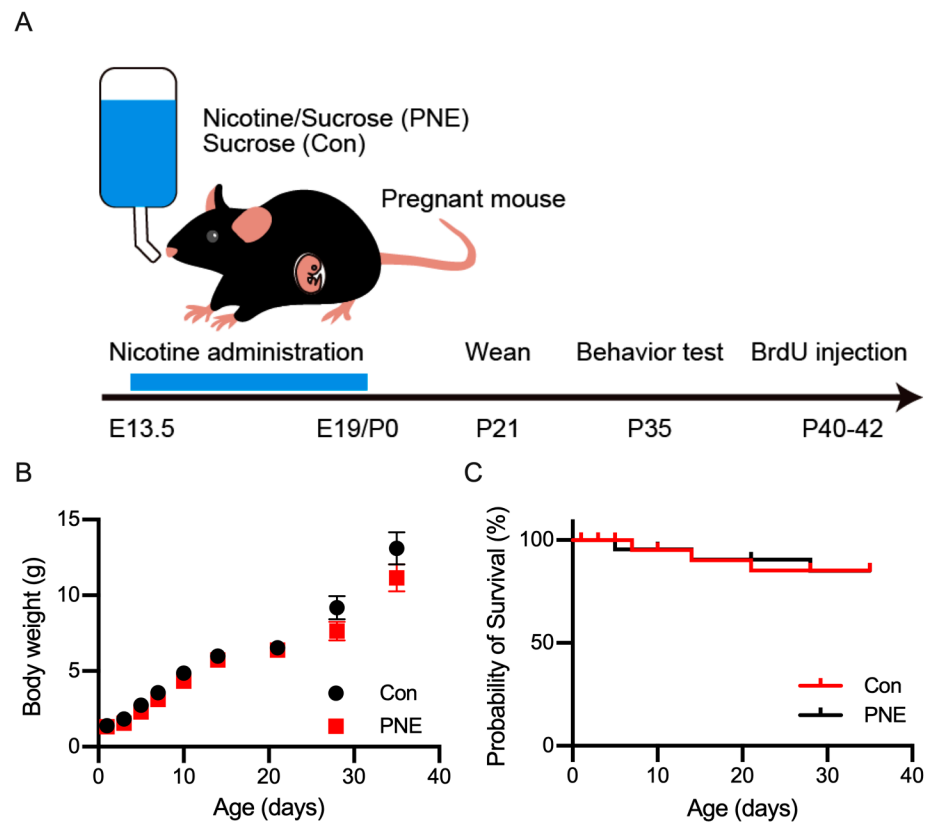 A
Nicotine/Sucrose (PNE)
Sucrose (Con)
Pregnant mouse
Nicotine administration
Wean
Behavior test
BrdU injection
E13.5
E19/P0
P21
P35
P40-42
B
Body weight (g)
15
10
5
0
Con
PNE
0
10
20
30
40
Age (days)
C
Probability of Survival (%)
100
50
0
Con
PNE
0
10
20
30
40
Age (days)